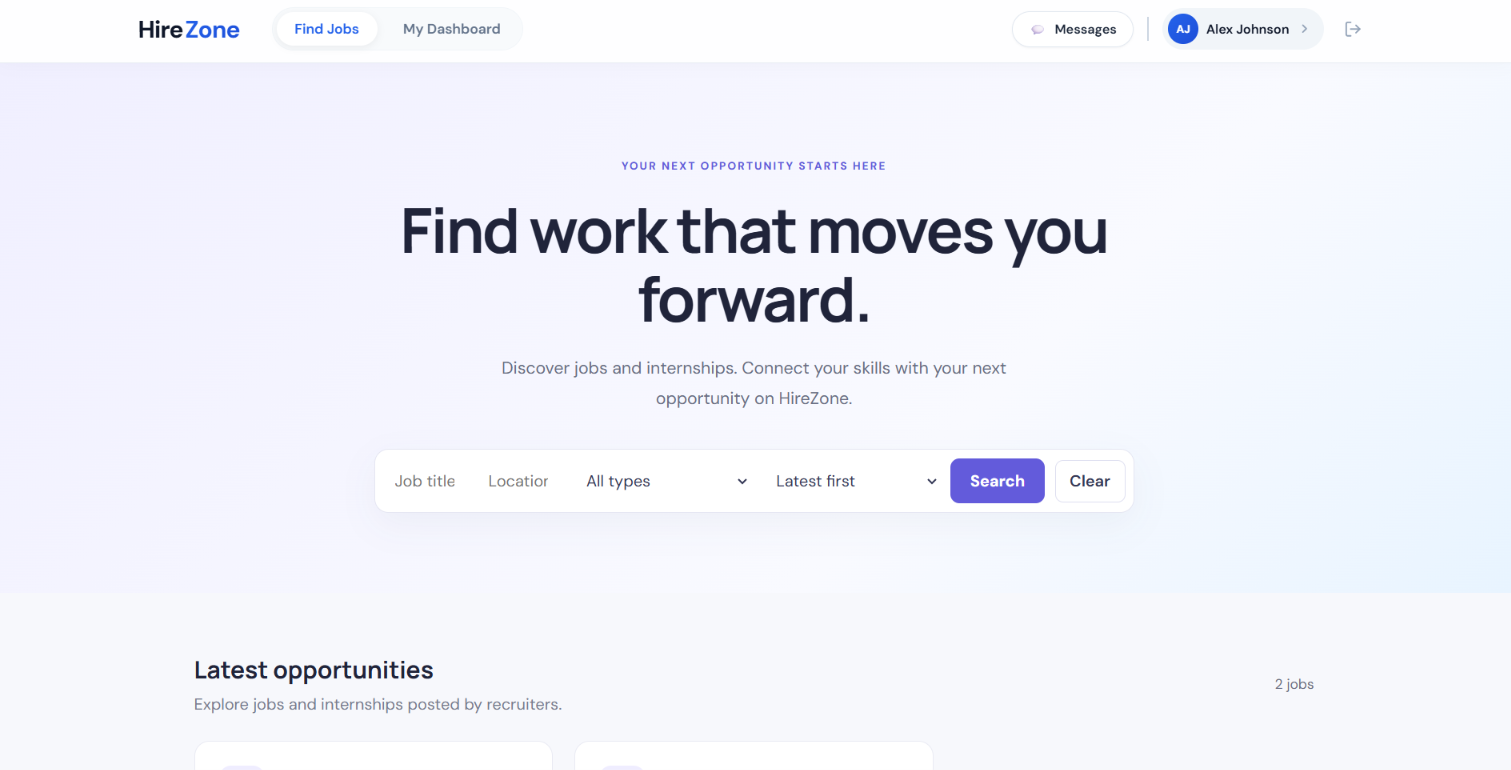 HireZone
Find Jobs
My Dashboard
Messages
AJ
Alex Johnson
YOUR NEXT OPPORTUNITY STARTS HERE
Find work that moves you
forward.
Discover jobs and internships. Connect your skills with your next
opportunity on HireZone.
Job title
Location
All types
Latest first
Search
Clear
Latest opportunities
2 jobs
Explore jobs and internships posted by recruiters.